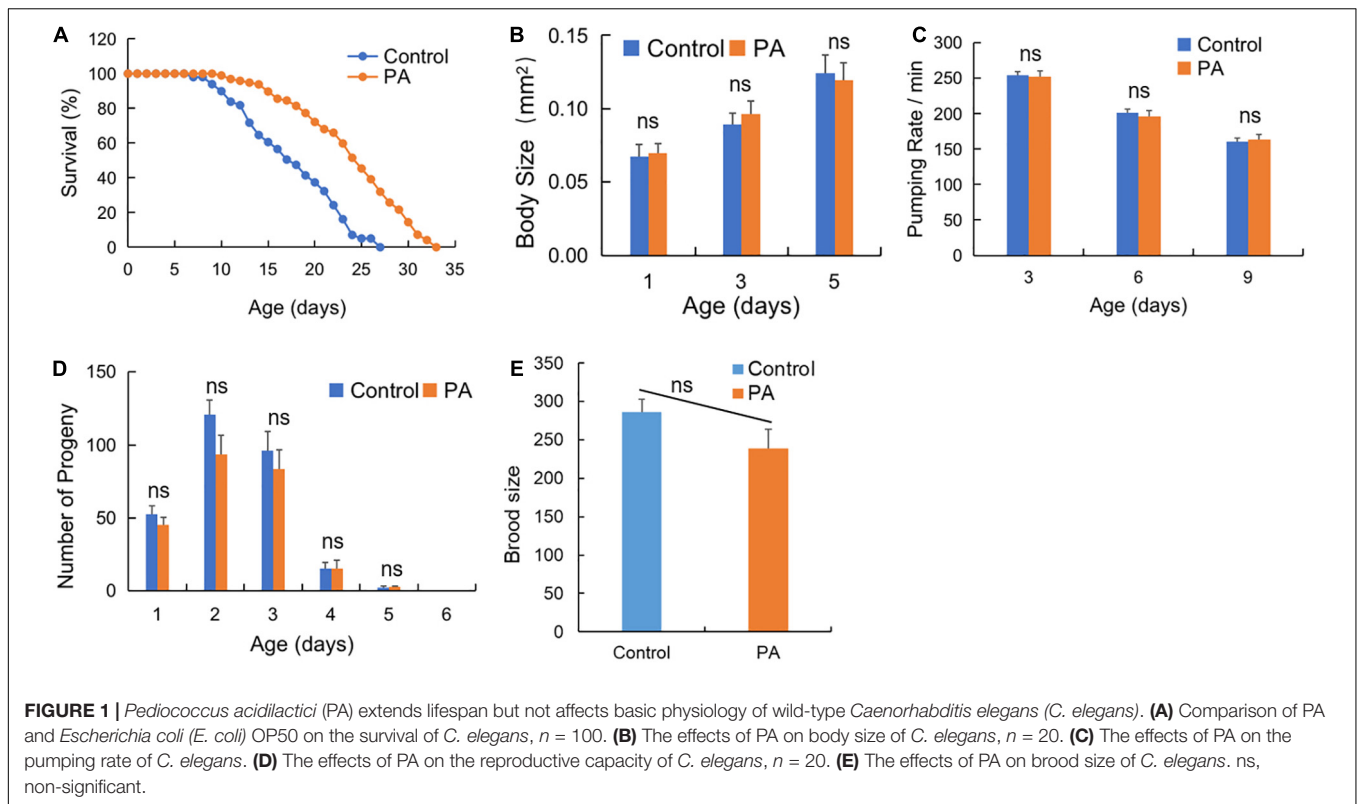 A
120
100
80
60
40
20
0
Survival (%)
Control
PA
0 5 10 15 20 25 30 35
Age (days)
B
0.15
0.10
0.05
0.00
Body Size (mm²)
Control PA
ns
ns
ns
1 3 5
Age (days)
C
300
250
200
150
100
50
0
Pumping Rate / min
Control
PA
ns
ns
ns
3 6 9
Age (days)
D
150
100
50
0
Number of Progeny
Control PA
ns
ns
ns
ns
ns
1 2 3 4 5 6
Age (days)
E
350
300
250
200
150
100
50
0
Brood size
Control
PA
ns
Control PA
FIGURE 1 | Pediococcus acidilactici (PA) extends lifespan but not affects basic physiology of wild-type Caenorhabditis elegans (C. elegans). (A) Comparison of PA
and Escherichia coli (E. coli) OP50 on the survival of C. elegans, n = 100. (B) The effects of PA on body size of C. elegans, n = 20. (C) The effects of PA on the
pumping rate of C. elegans. (D) The effects of PA on the reproductive capacity of C. elegans, n = 20. (E) The effects of PA on brood size of C. elegans. ns,
non-significant.